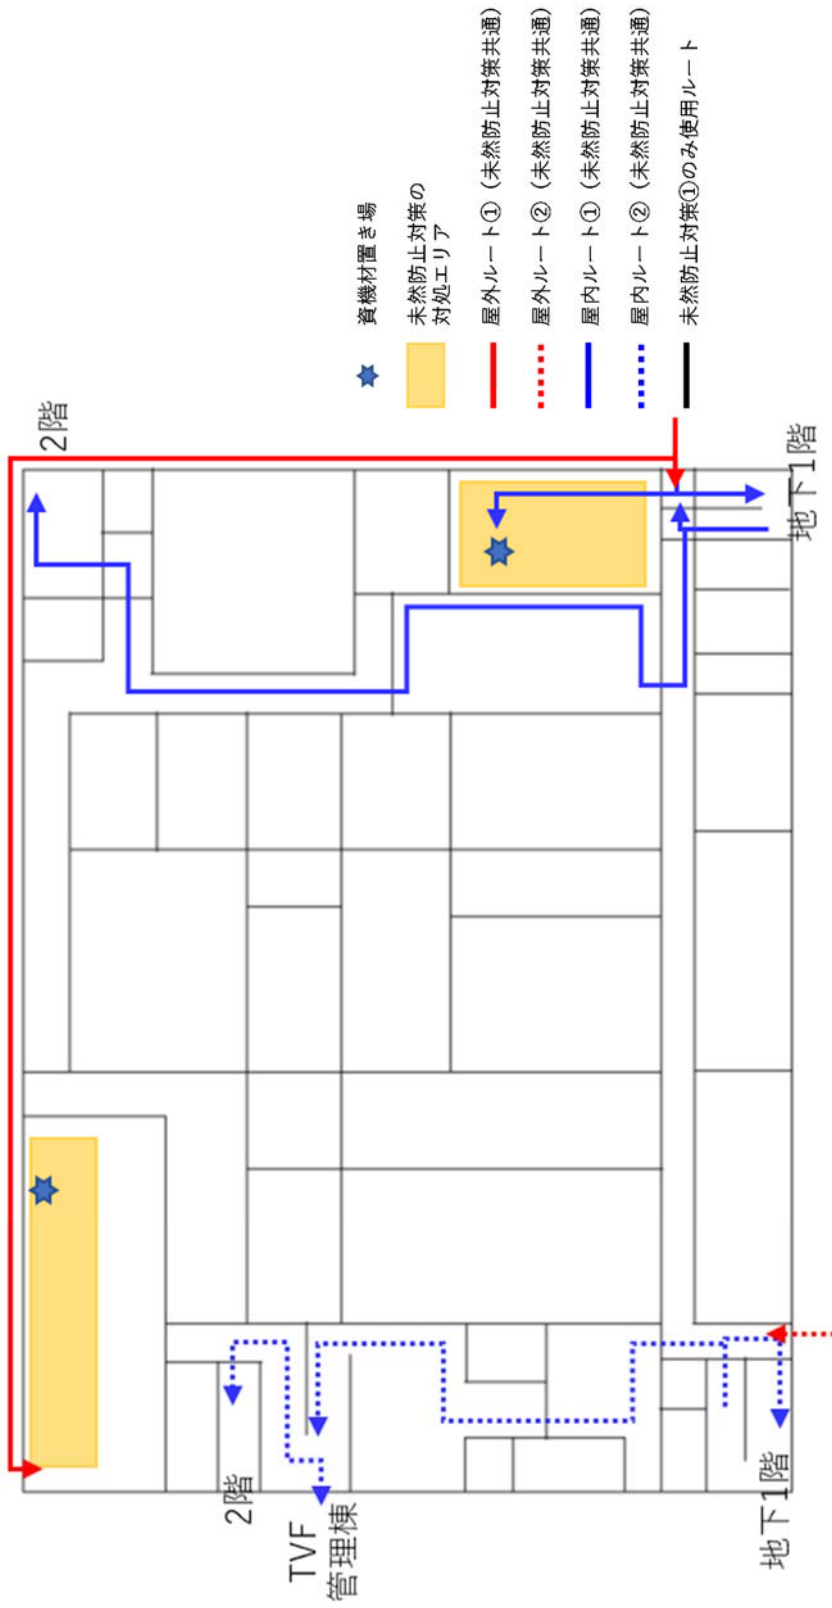 2階
地下1階
2階
TVF
管理棟
地下1階
資機材置き場
未然防止対策の
対処エリア
屋外ルート①（未然防止対策共通）
屋外ルート②（未然防止対策共通）
屋内ルート①（未然防止対策共通）
屋内ルート②（未然防止対策共通）
未然防止対策①のみ使用ルート